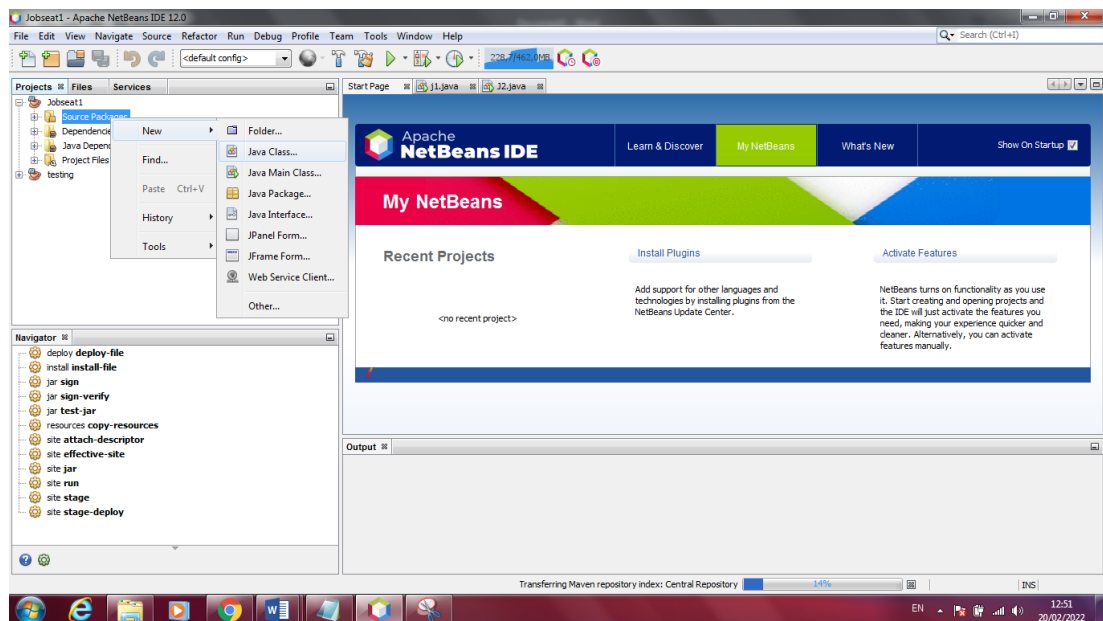 Jobseat1 - Apache NetBeans IDE 12.0
File Edit View Navigate Source Refactor Run Debug Profile Team Tools Window Help
Search (Ctrl+I)
<default config>
228,7/462,0MB
Projects Files Services
Start Page j1.java J2.java
Jobseat1
Source Packages
Dependencie
Java Depend
Project Files
testing
New
Find...
Paste Ctrl+V
History
Tools
Folder...
Java Class...
Java Main Class...
Java Package...
Java Interface...
JPanel Form...
JFrame Form...
Web Service Client...
Other...
Apache
NetBeans IDE
Learn & Discover
My NetBeans
What's New
Show On Startup
My NetBeans
Recent Projects
<no recent project>
Install Plugins
Add support for other languages and
technologies by installing plugins from the
NetBeans Update Center.
Activate Features
NetBeans turns on functionality as you use
it. Start creating and opening projects and
the IDE will just activate the features you
need, making your experience quicker and
cleaner. Alternatively, you can activate
features manually.
Navigator
deploy deploy-file
install install-file
jar sign
jar sign-verify
jar test-jar
resources copy-resources
site attach-descriptor
site effective-site
site jar
site run
site stage
site stage-deploy
Output
Transferring Maven repository index: Central Repository 14%
INS
EN
12:51
20/02/2022